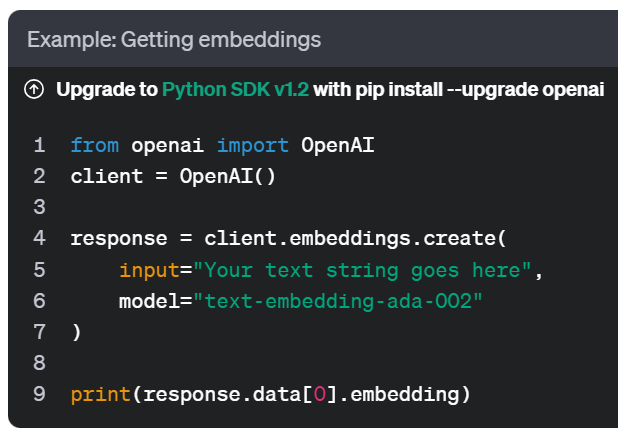 Example: Getting embeddings
Upgrade to Python SDK v1.2 with pip install --upgrade openai
1 from openai import OpenAI
2 client = OpenAI()
3
4 response = client.embeddings.create(
5     input="Your text string goes here",
6     model="text-embedding-ada-002"
7 )
8
9 print(response.data[0].embedding)